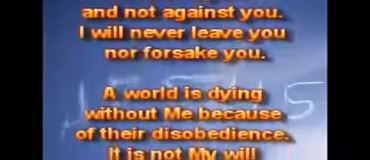 and not against you.
I will never leave you
nor forsake you.
A world is dying
without Me because
of their disobedience.
It is not My will